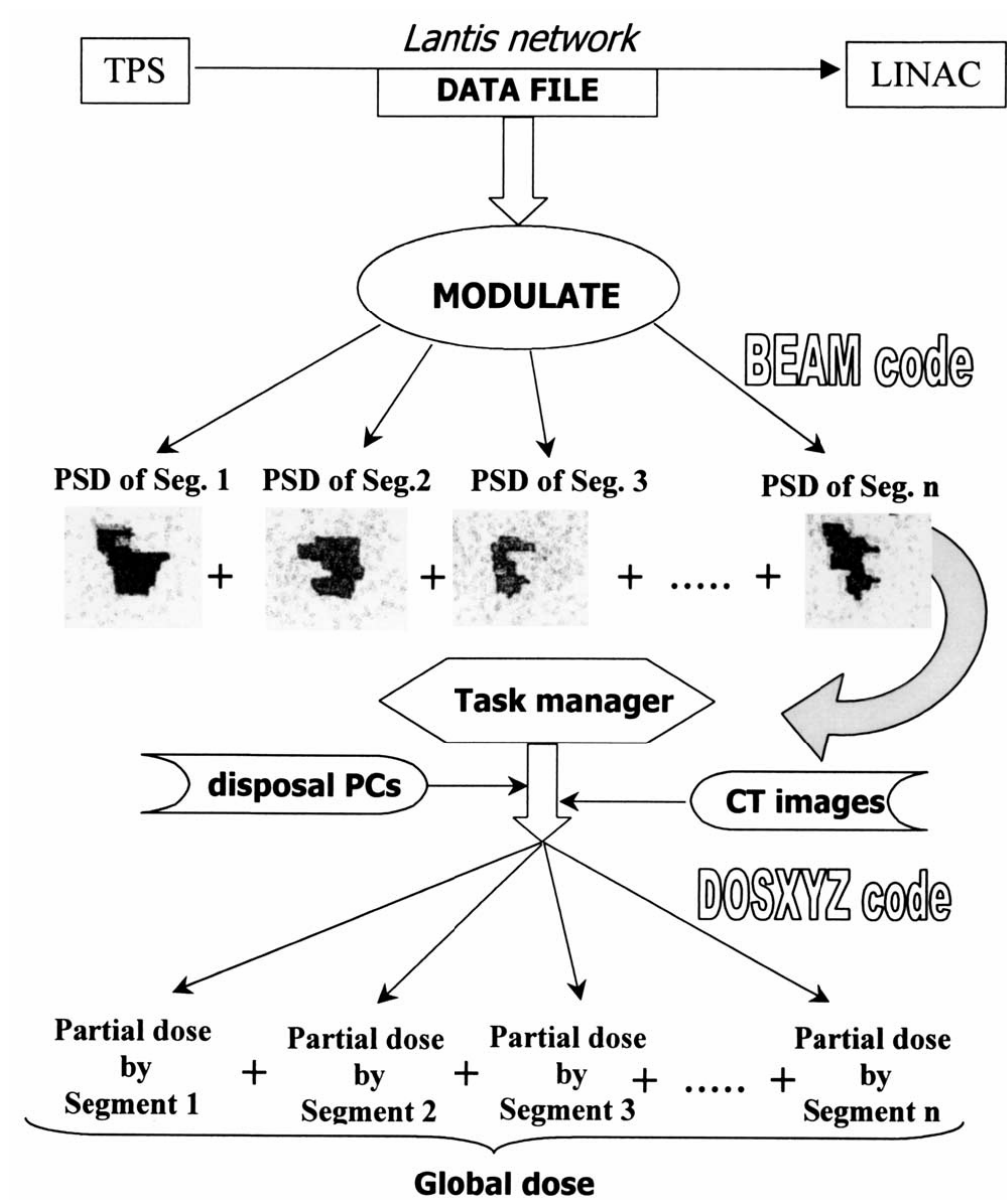 Lantis network
TPS
LINAC
DATA FILE
MODULATE
BEAM code
PSD of Seg. 1
PSD of Seg.2
PSD of Seg. 3
PSD of Seg. n
+ + + ..... +
Task manager
disposal PCs
CT images
DOSXYZ code
Partial dose
by
Segment 1
+
Partial dose
by
Segment 2
+
Partial dose
by
Segment 3
+ ..... +
Partial dose
by
Segment n
Global dose